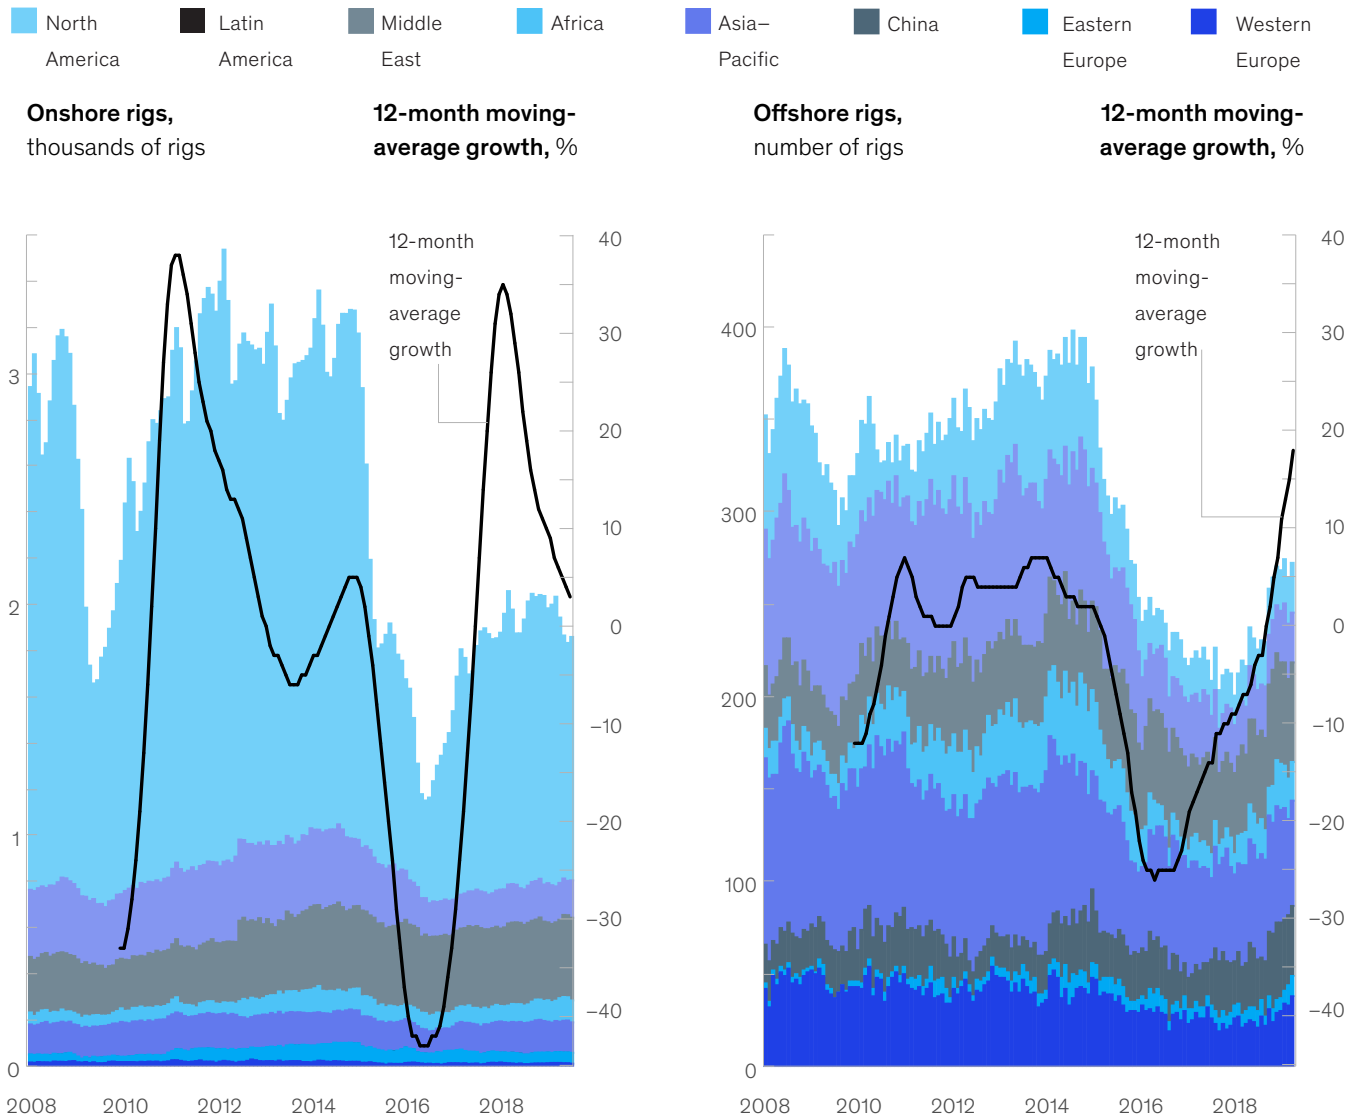 North America
Latin America
Middle East
Africa
Asia–Pacific
China
Eastern Europe
Western Europe
Onshore rigs,
thousands of rigs
12-month moving-
average growth, %
12-month
moving-
average
growth
3
2
1
0
40
30
20
10
0
–10
–20
–30
–40
2008 2010 2012 2014 2016 2018
Offshore rigs,
number of rigs
12-month moving-
average growth, %
12-month
moving-
average
growth
400
300
200
100
0
40
30
20
10
0
–10
–20
–30
–40
2008 2010 2012 2014 2016 2018